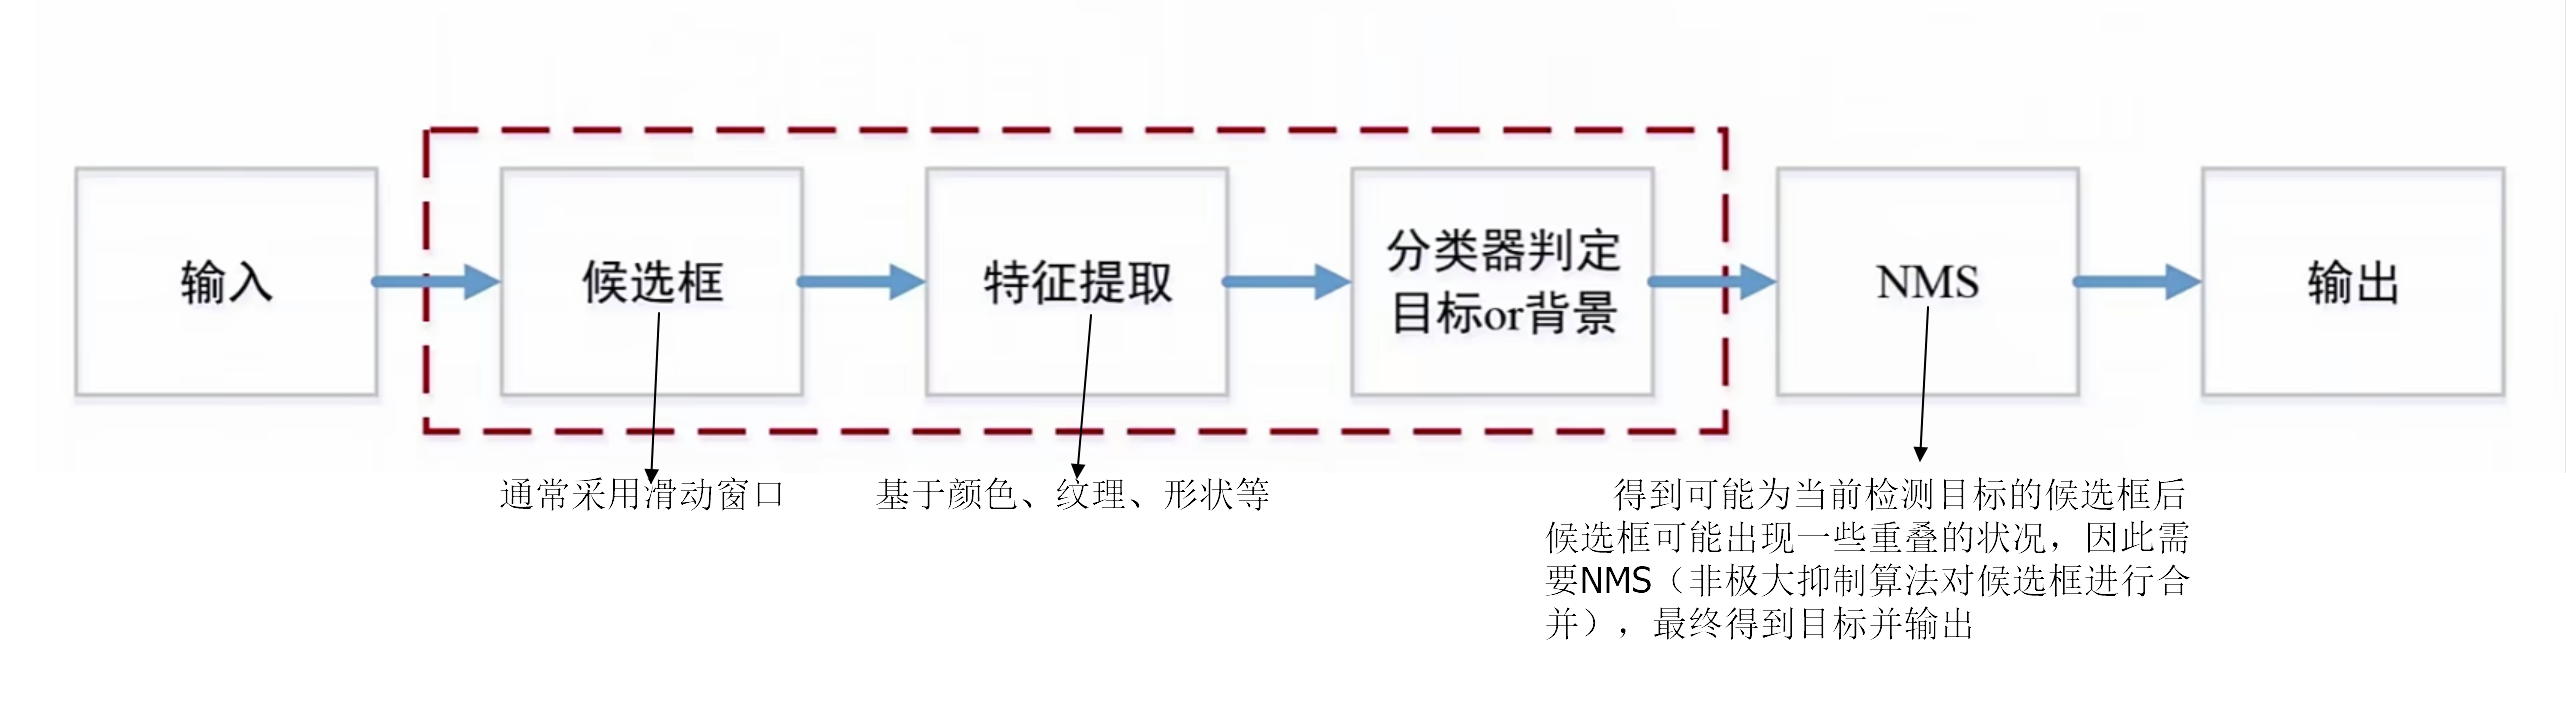 输入
候选框
特征提取
分类器判定
目标or背景
NMS
输出
通常采用滑动窗口
基于颜色、纹理、形状等
得到可能为当前检测目标的候选框后
候选框可能出现一些重叠的状况，因此需
要NMS（非极大抑制算法对候选框进行合
并），最终得到目标并输出